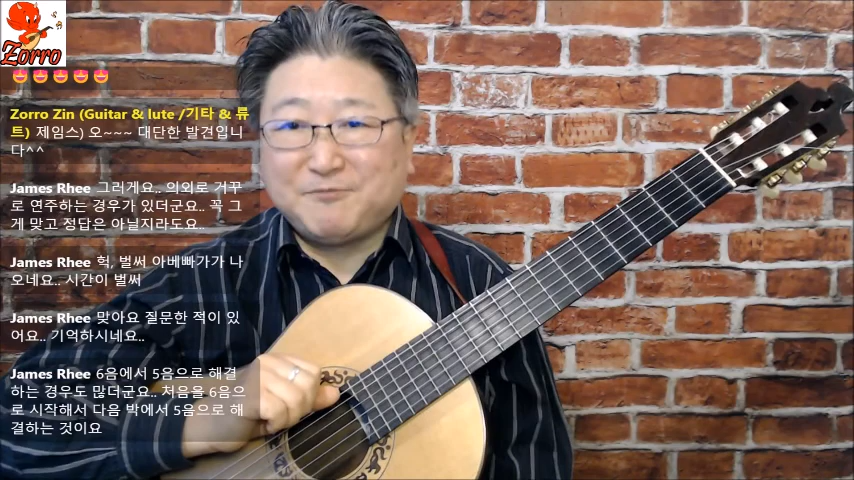 Zorro
Zorro Zin (Guitar & lute /기타 & 류
트) 제임스) 오~~~ 대단한 발견입니
다^^
James Rhee 그러게요.. 의외로 거꾸
로 연주하는 경우가 있더군요.. 꼭 그
게 맞고 정답은 아닐지라도요..
James Rhee 헉, 벌써 아베빠가가 나
오네요.. 시간이 벌써
James Rhee 맞아요 질문한 적이 있
어요.. 기억하시네요..
James Rhee 6음에서 5음으로 해결
하는 경우도 많더군요.. 처음을 6음으
로 시작해서 다음 박에서 5음으로 해
결하는 것이요